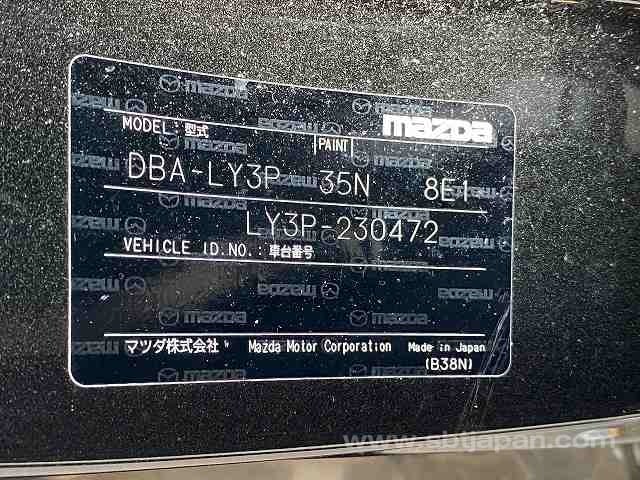 MODEL: 型式
PAINT
mazda
DBA-LY3P 35N 8E1
LY3P-230472
VEHICLE ID.NO.: 車台番号
マツダ株式会社 Mazda Motor Corporation Made in Japan
(B38N)
www.sbtjapan.com